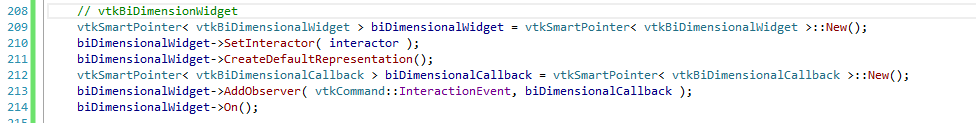 208 // vtkBiDimensionWidget
209 vtkSmartPointer< vtkBiDimensionalWidget > biDimensionalWidget = vtkSmartPointer< vtkBiDimensionalWidget >::New();
210 biDimensionalWidget->SetInteractor( interactor );
211 biDimensionalWidget->CreateDefaultRepresentation();
212 vtkSmartPointer< vtkBiDimensionalCallback > biDimensionalCallback = vtkSmartPointer< vtkBiDimensionalCallback >::New();
213 biDimensionalWidget->AddObserver( vtkCommand::InteractionEvent, biDimensionalCallback );
214 biDimensionalWidget->On();
215